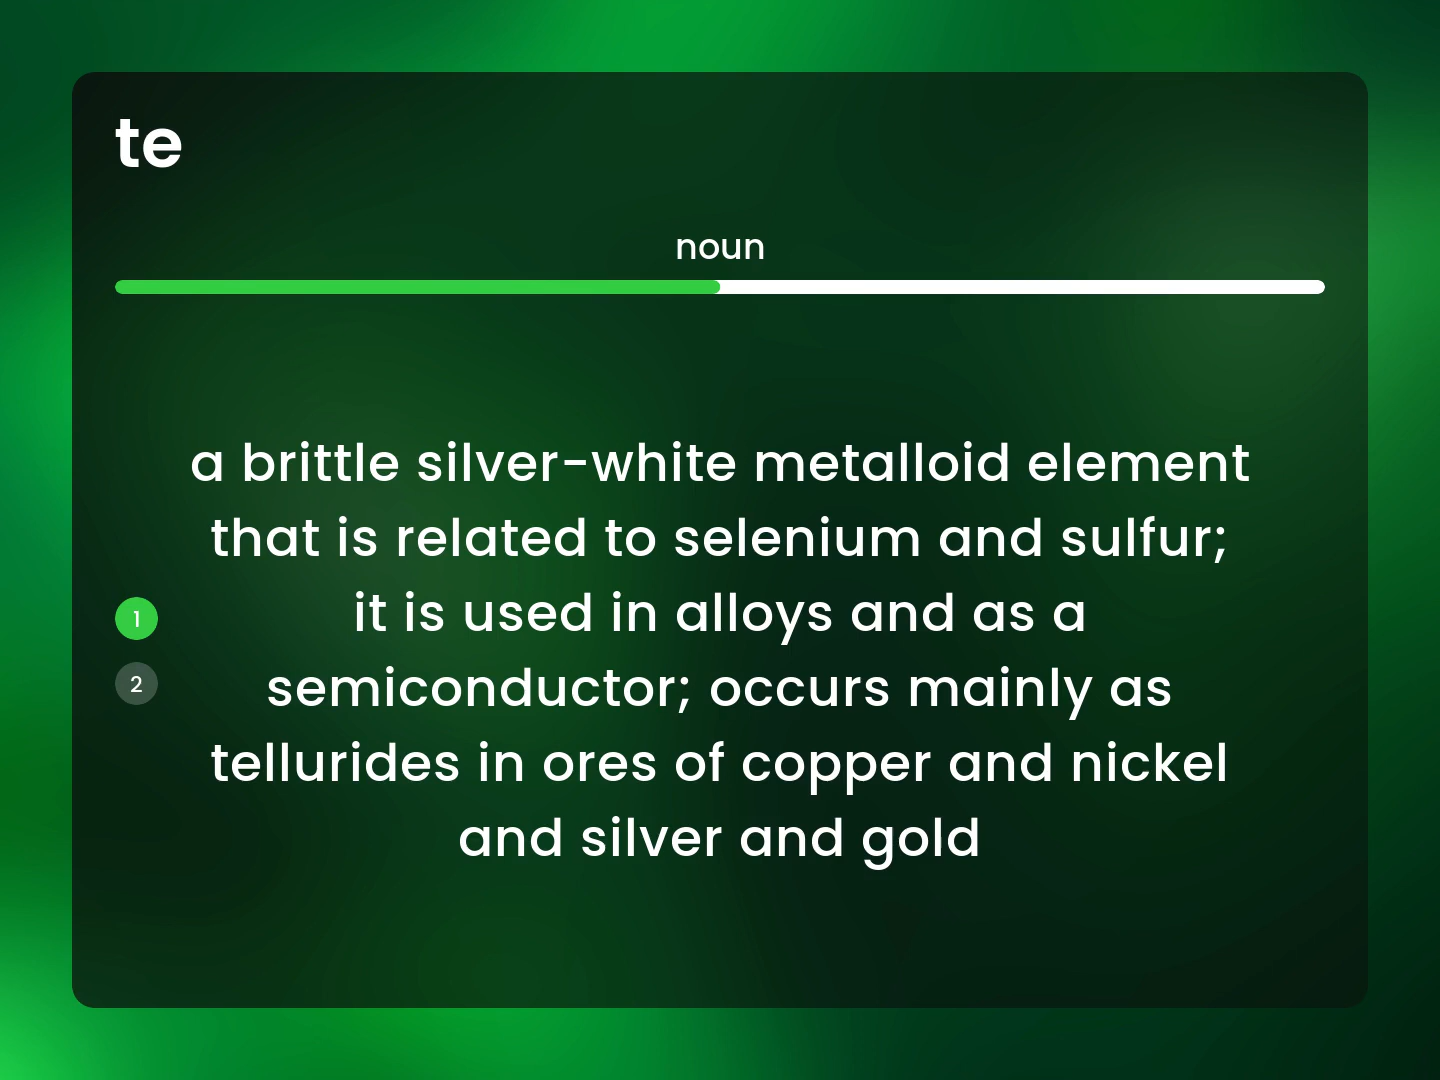 te
noun
a brittle silver-white metalloid element
that is related to selenium and sulfur;
it is used in alloys and as a
semiconductor; occurs mainly as
tellurides in ores of copper and nickel
and silver and gold
1
2